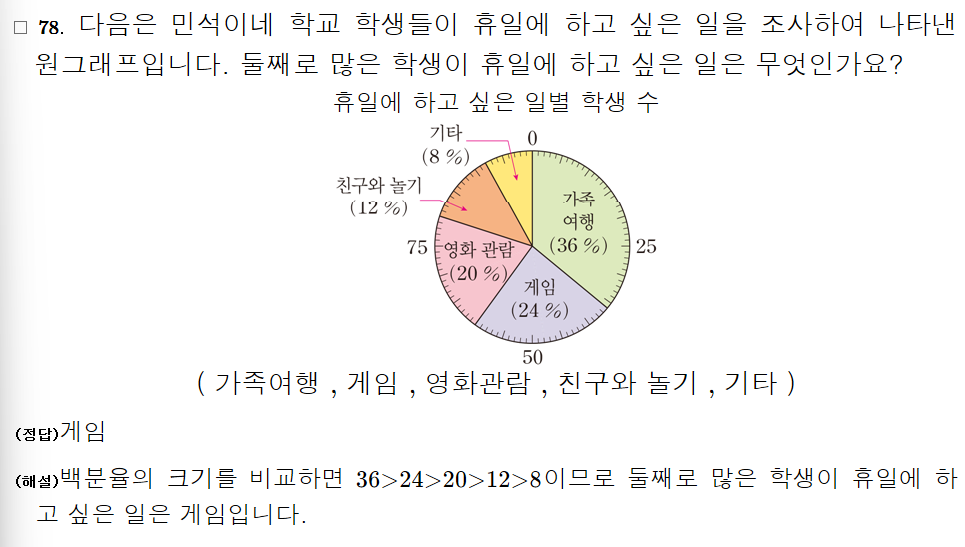 □ 78. 다음은 민석이네 학교 학생들이 휴일에 하고 싶은 일을 조사하여 나타낸
원그래프입니다. 둘째로 많은 학생이 휴일에 하고 싶은 일은 무엇인가요?
휴일에 하고 싶은 일별 학생 수
기타
(8 %)
0
친구와 놀기
(12 %)
가족
여행
(36 %)
75
영화 관람
(20 %)
25
게임
(24 %)
50
( 가족여행 , 게임 , 영화관람 , 친구와 놀기 , 기타 )
(정답)게임
(해설)백분율의 크기를 비교하면 36>24>20>12>8이므로 둘째로 많은 학생이 휴일에 하
고 싶은 일은 게임입니다.